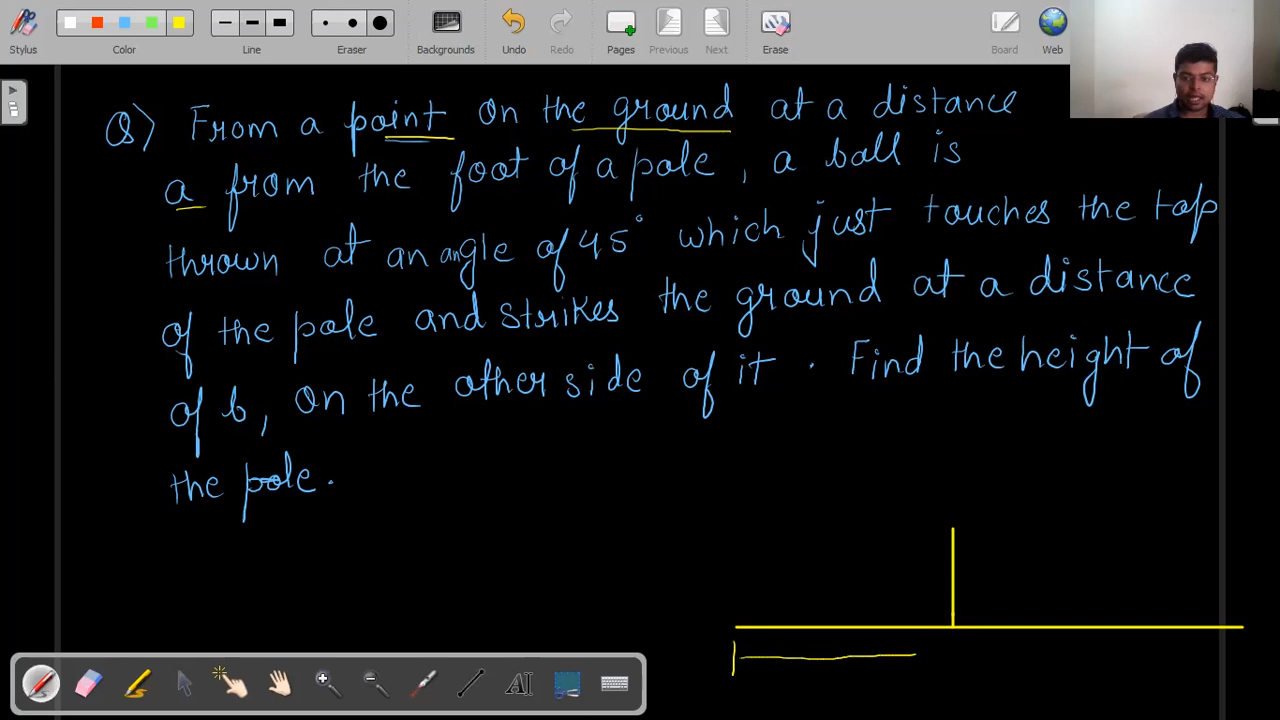 Stylus
Color
Line
Eraser
Backgrounds
Undo
Redo
Pages
Previous
Next
Erase
Board
Web
Q) From a point on the ground at a distance
a from the foot of a pole, a ball is
thrown at an angle of 45° which just touches the top
of the pole and strikes the ground at a distance
of b, on the other side of it. Find the height of
the pole.
AI